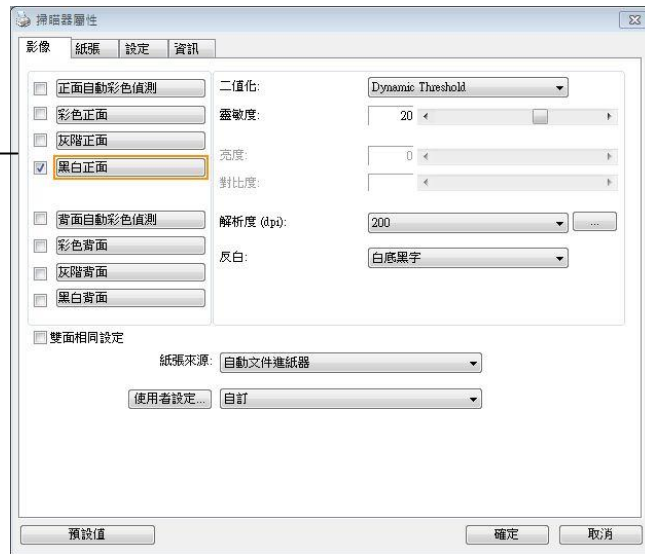 掃瞄器屬性
影像 紙張 設定 資訊
正面自動彩色偵測
彩色正面
灰階正面
黑白正面
背面自動彩色偵測
彩色背面
灰階背面
黑白背面
二值化: Dynamic Threshold
靈敏度: 20
亮度: 0
對比度:
解析度 (dpi): 200 ...
反白: 白底黑字
雙面相同設定
紙張來源: 自動文件進紙器
使用者設定... 自訂
預設值 確定 取消